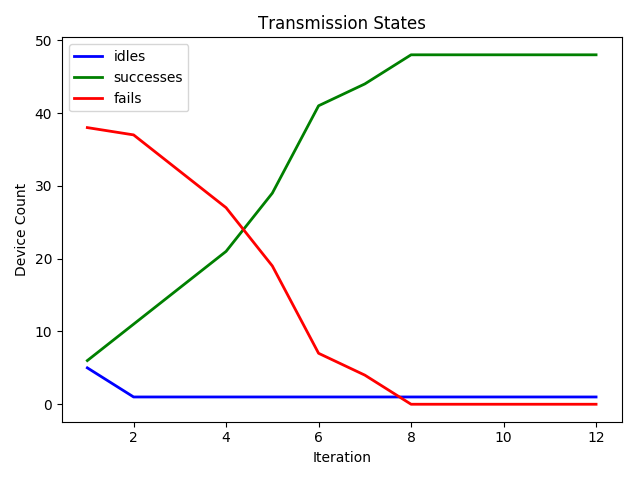 Transmission States
idles
successes
fails
50
40
30
20
10
0
Device Count
2 4 6 8 10 12
Iteration